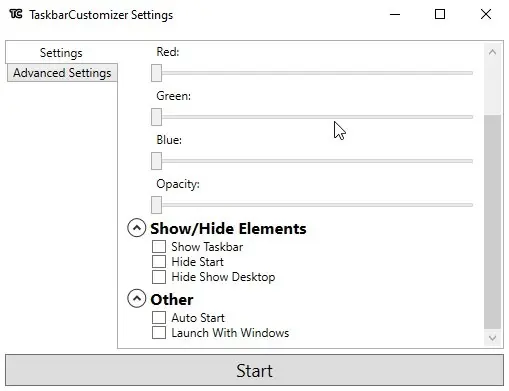 TC TaskbarCustomizer Settings
Settings
Advanced Settings
Red:
Green:
Blue:
Opacity:
Show/Hide Elements
Show Taskbar
Hide Start
Hide Show Desktop
Other
Auto Start
Launch With Windows
Start